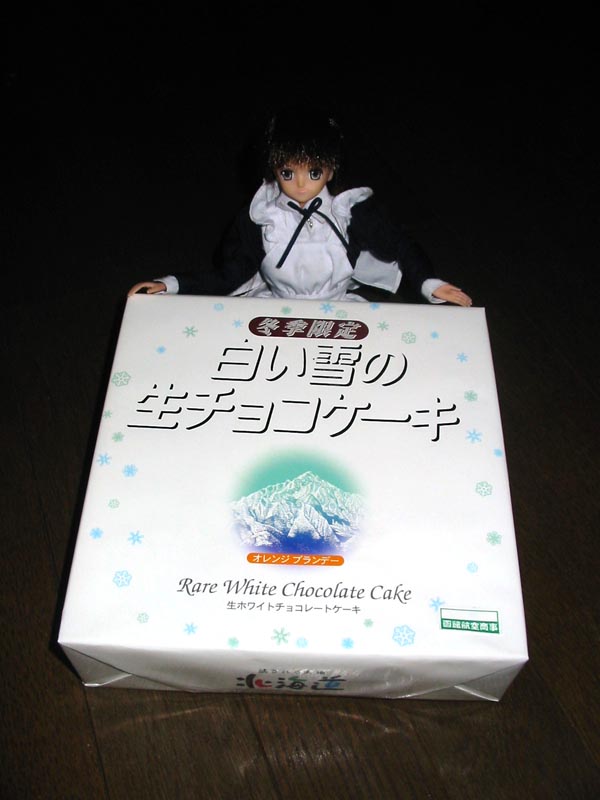 冬季限定
白い雪の
生チョコケーキ
オレンジ ブランデー
Rare White Chocolate Cake
生ホワイトチョコレートケーキ
北海道